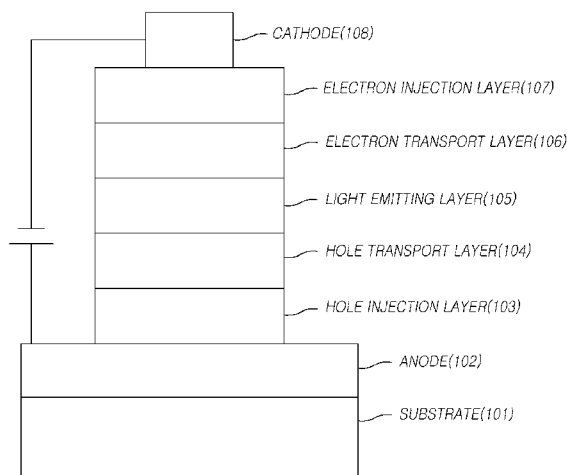 CATHODE(108)
ELECTRON INJECTION LAYER(107)
ELECTRON TRANSPORT LAYER(106)
LIGHT EMITTING LAYER(105)
HOLE TRANSPORT LAYER(104)
HOLE INJECTION LAYER(103)
ANODE(102)
SUBSTRATE(101)